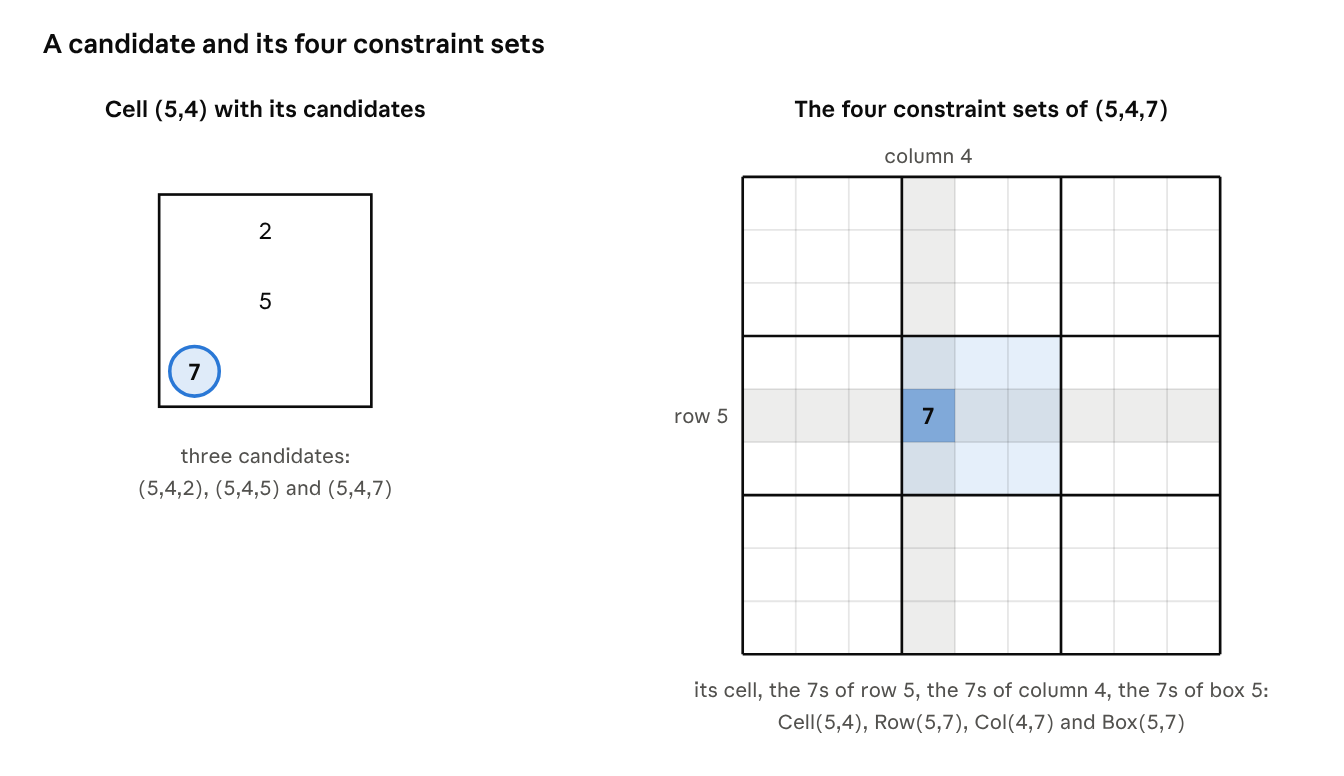 A candidate and its four constraint sets
Cell (5,4) with its candidates
2
5
7
three candidates:
(5,4,2), (5,4,5) and (5,4,7)
The four constraint sets of (5,4,7)
column 4
row 5
7
its cell, the 7s of row 5, the 7s of column 4, the 7s of box 5:
Cell(5,4), Row(5,7), Col(4,7) and Box(5,7)